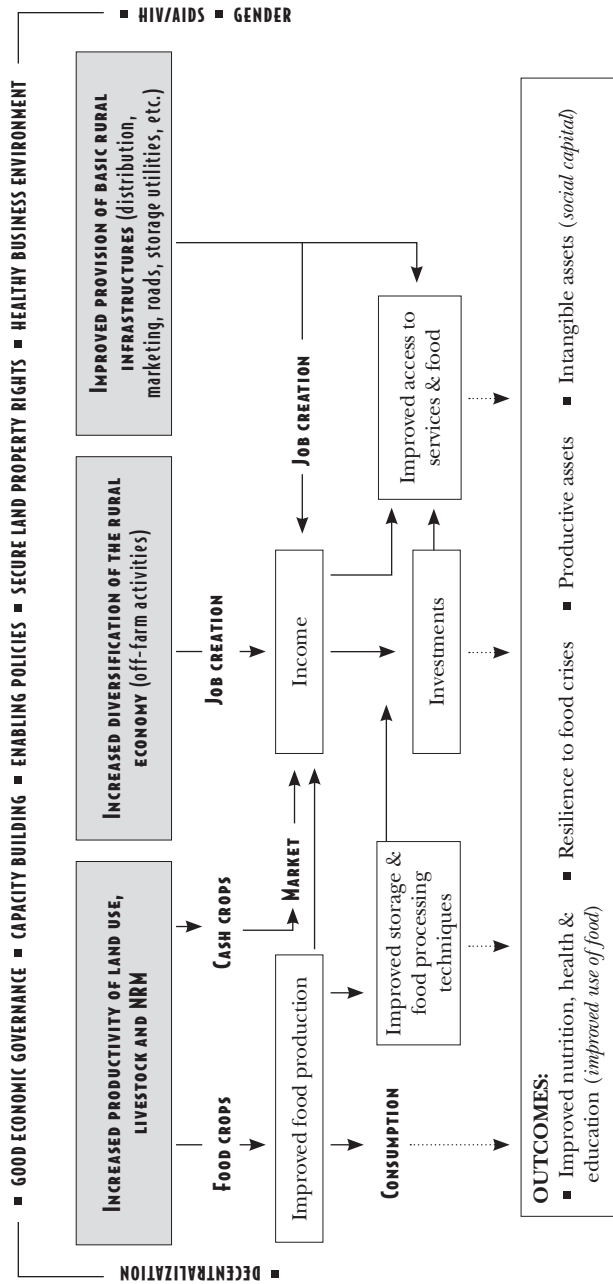 ■ DECENTRALIZATION
■ GOOD ECONOMIC GOVERNANCE ■ CAPACITY BUILDING ■ ENABLING POLICIES ■ SECURE LAND PROPERTY RIGHTS ■ HEALTHY BUSINESS ENVIRONMENT
■ HIV/AIDS ■ GENDER
INCREASED PRODUCTIVITY OF LAND USE,
LIVESTOCK AND NRM
INCREASED DIVERSIFICATION OF THE RURAL
ECONOMY (off-farm activities)
IMPROVED PROVISION OF BASIC RURAL
INFRASTRUCTURES (distribution,
marketing, roads, storage utilities, etc.)
FOOD CROPS
CASH CROPS
JOB CREATION
MARKET
JOB CREATION
Improved food production
Income
CONSUMPTION
Improved storage &
food processing
techniques
Investments
Improved access to
services & food
OUTCOMES:
■ Improved nutrition, health &
education (improved use of food)
■ Resilience to food crises
■ Productive assets
■ Intangible assets (social capital)